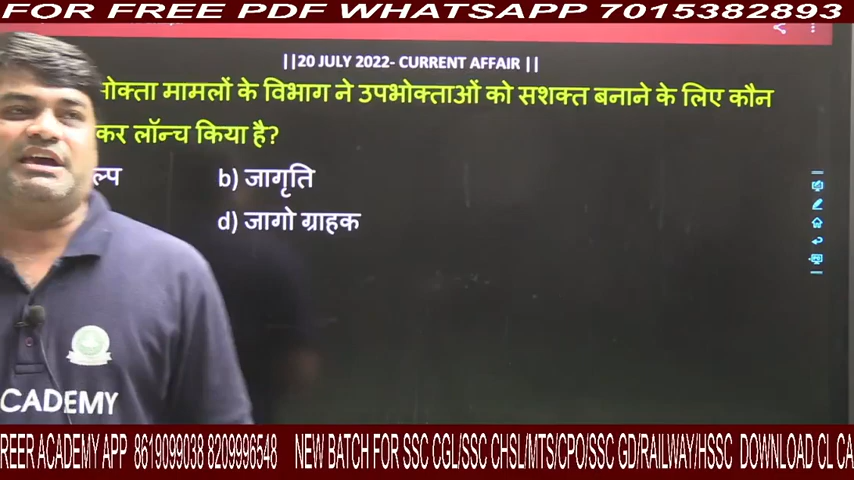 FOR FREE PDF WHATSAPP 7015382893
||20 JULY 2022- CURRENT AFFAIR ||
मामलों के विभाग ने उपभोक्ताओं को सशक्त बनाने के लिए कौन
कर लॉन्च किया है?
b) जागृति
d) जागो ग्राहक
CADEMY
REER ACADEMY APP 8619099038 8209996548 NEW BATCH FOR SSC CGL/SSC CHSL/MTS/CPO/SSC GD/RAILWAY/HSSC DOWNLOAD CL CA